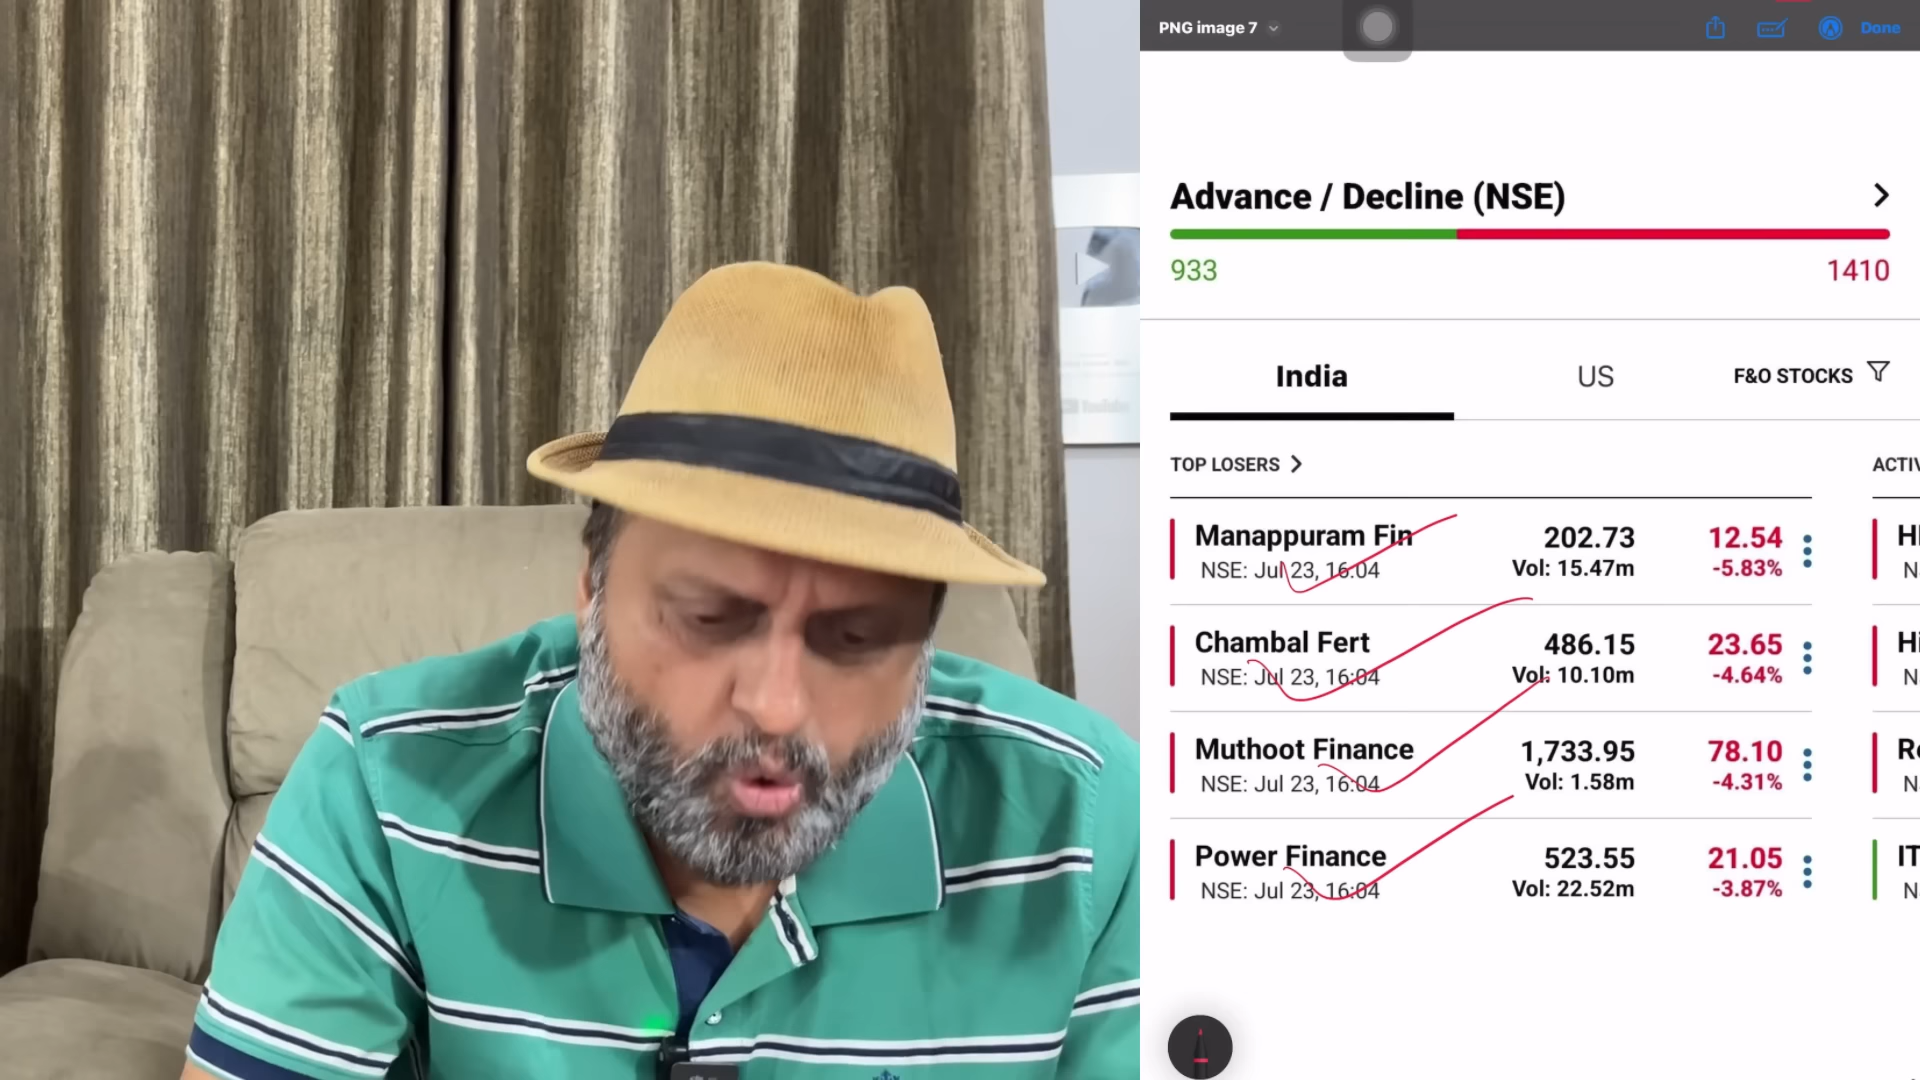 PNG image 7
Done
Advance / Decline (NSE)
933 1410
India US F&O STOCKS
TOP LOSERS
Manappuram Fin 202.73 12.54
NSE: Jul 23, 16:04 Vol: 15.47m -5.83%
Chambal Fert 486.15 23.65
NSE: Jul 23, 16:04 Vol: 10.10m -4.64%
Muthoot Finance 1,733.95 78.10
NSE: Jul 23, 16:04 Vol: 1.58m -4.31%
Power Finance 523.55 21.05
NSE: Jul 23, 16:04 Vol: 22.52m -3.87%